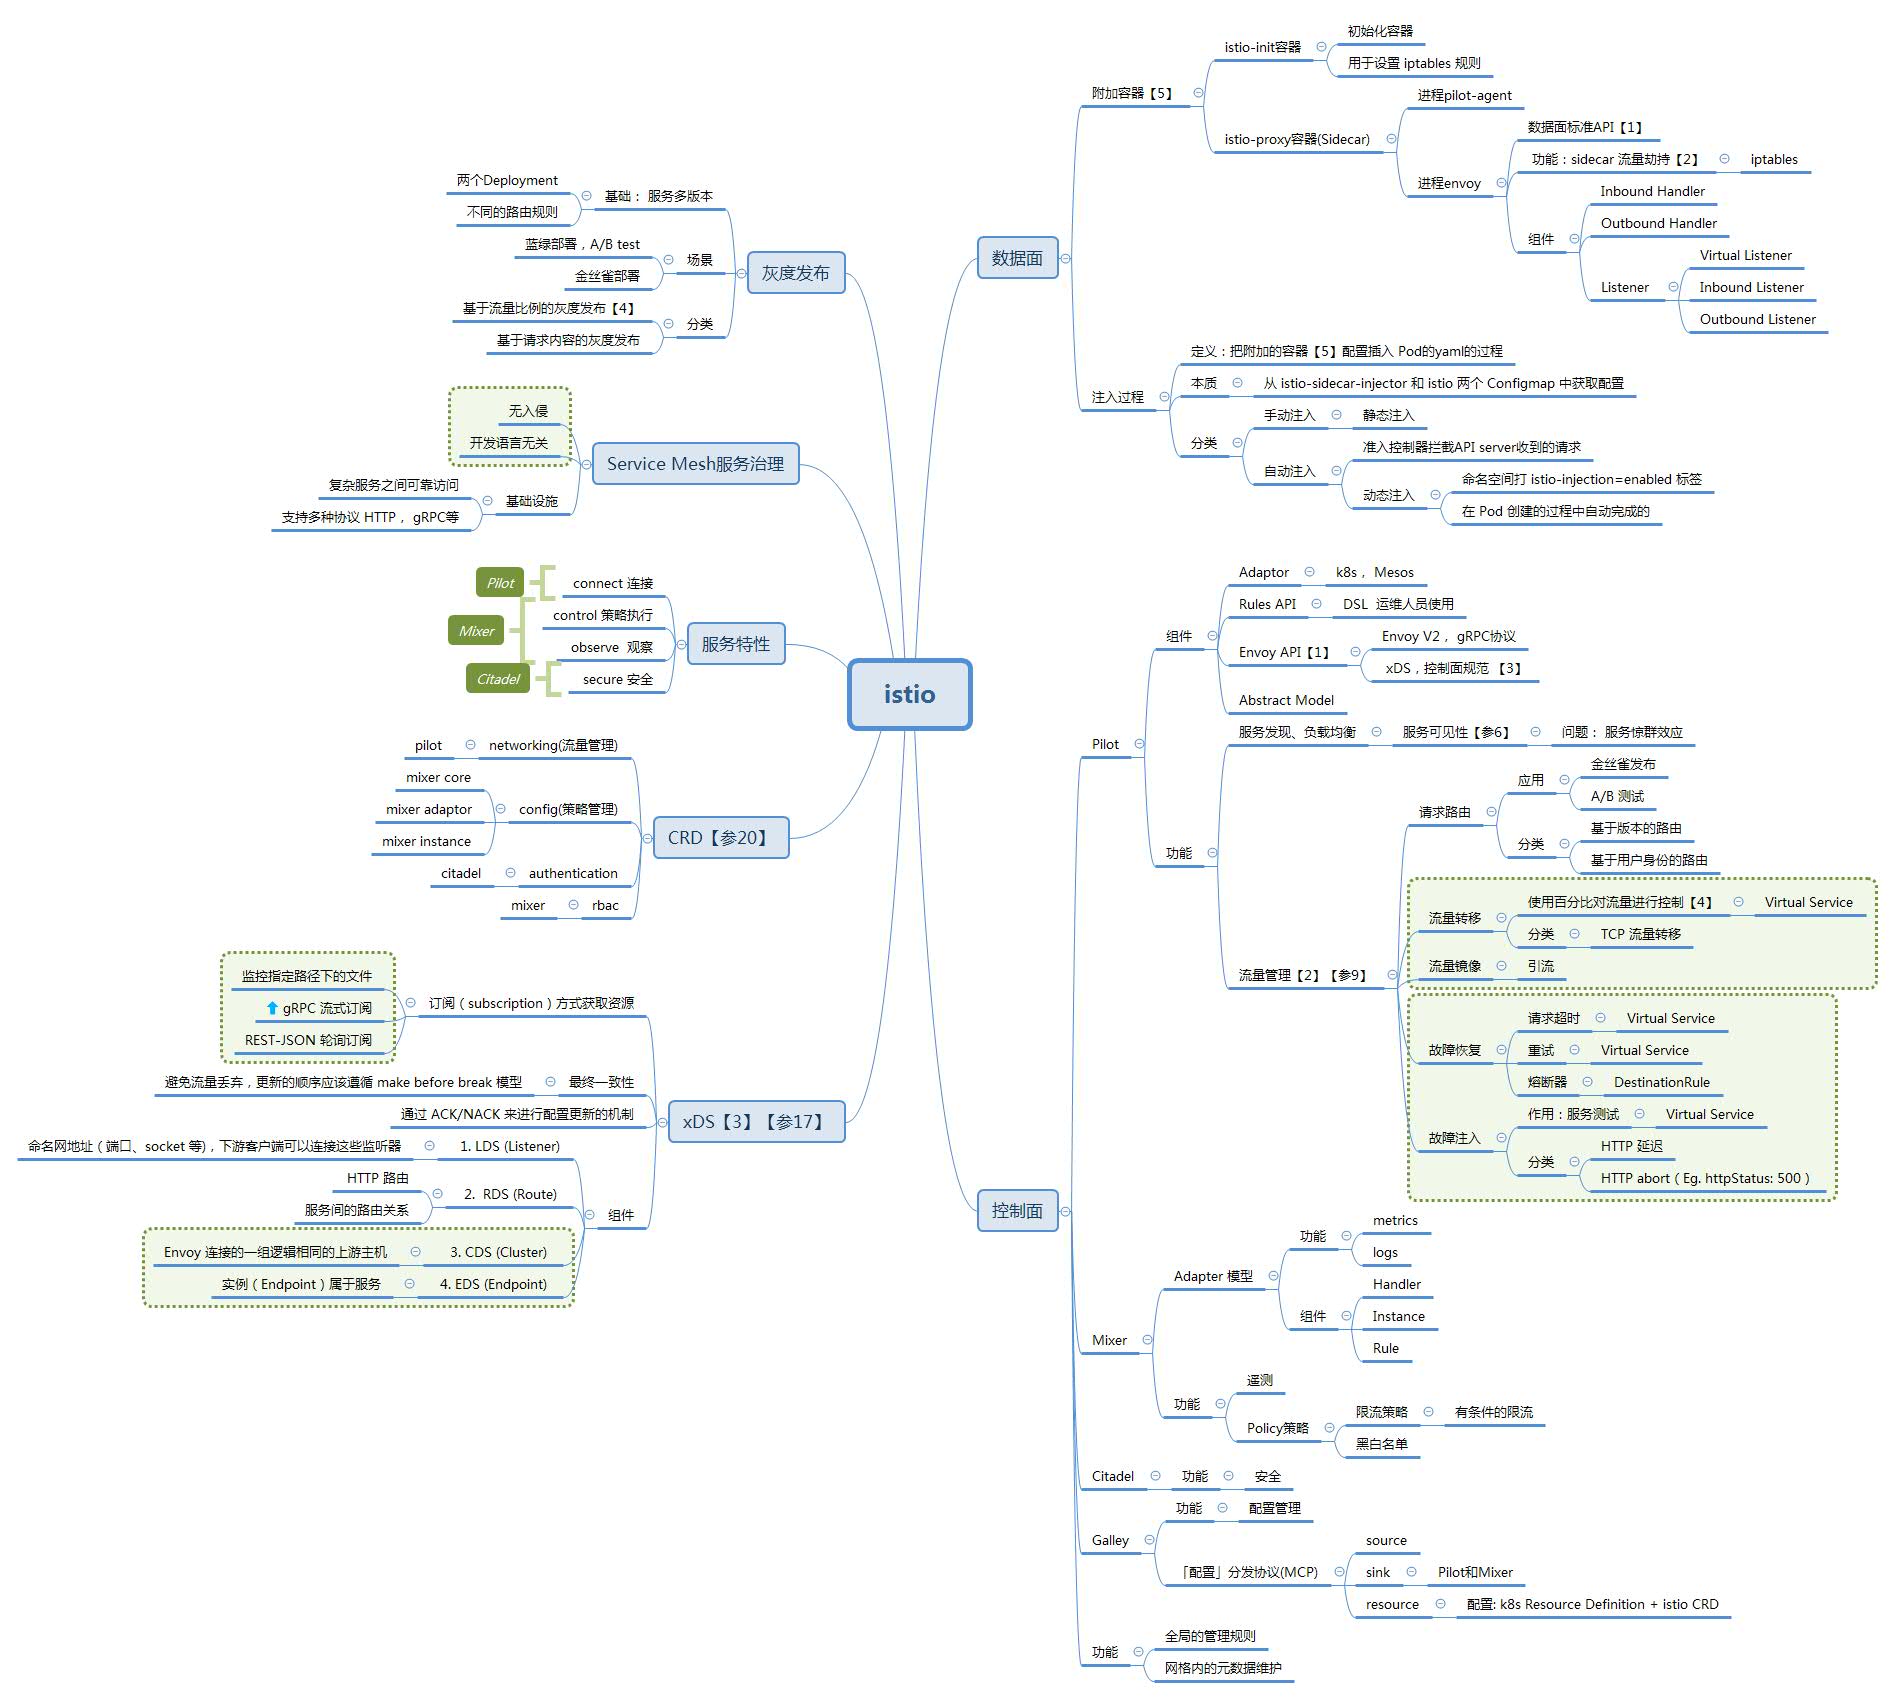 istio
灰度发布
基础： 服务多版本
两个Deployment
不同的路由规则
场景
蓝绿部署，A/B test
金丝雀部署
分类
基于流量比例的灰度发布【4】
基于请求内容的灰度发布
Service Mesh服务治理
无入侵
开发语言无关
基础设施
复杂服务之间可靠访问
支持多种协议 HTTP， gRPC等
服务特性
connect 连接
control 策略执行
observe 观察
secure 安全
Pilot
Mixer
Citadel
CRD【参20】
networking(流量管理)
pilot
config(策略管理)
mixer core
mixer adaptor
mixer instance
authentication
citadel
rbac
mixer
xDS【3】【参17】
订阅（subscription）方式获取资源
监控指定路径下的文件
gRPC 流式订阅
REST-JSON 轮询订阅
最终一致性
避免流量丢弃，更新的顺序应该遵循 make before break 模型
通过 ACK/NACK 来进行配置更新的机制
组件
1. LDS (Listener)
命名网地址（端口、socket 等)，下游客户端可以连接这些监听器
2. RDS (Route)
HTTP 路由
服务间的路由关系
3. CDS (Cluster)
Envoy 连接的一组逻辑相同的上游主机
4. EDS (Endpoint)
实例（Endpoint）属于服务
数据面
附加容器【5】
istio-init容器
初始化容器
用于设置 iptables 规则
istio-proxy容器(Sidecar)
进程pilot-agent
进程envoy
数据面标准API【1】
功能：sidecar 流量劫持【2】
iptables
组件
Inbound Handler
Outbound Handler
Listener
Virtual Listener
Inbound Listener
Outbound Listener
注入过程
定义：把附加的容器【5】配置插入 Pod的yaml的过程
本质
从 istio-sidecar-injector 和 istio 两个 Configmap 中获取配置
分类
手动注入
静态注入
自动注入
准入控制器拦截API server收到的请求
动态注入
命名空间打 istio-injection=enabled 标签
在 Pod 创建的过程中自动完成的
控制面
Pilot
组件
Adaptor
k8s， Mesos
Rules API
DSL 运维人员使用
Envoy API【1】
Envoy V2， gRPC协议
xDS，控制面规范 【3】
Abstract Model
功能
服务发现、负载均衡
服务可见性【参6】
问题： 服务惊群效应
流量管理【2】【参9】
请求路由
应用
金丝雀发布
A/B 测试
分类
基于版本的路由
基于用户身份的路由
流量转移
使用百分比对流量进行控制【4】
Virtual Service
分类
TCP 流量转移
流量镜像
引流
故障恢复
请求超时
Virtual Service
重试
Virtual Service
熔断器
DestinationRule
故障注入
作用：服务测试
Virtual Service
分类
HTTP 延迟
HTTP abort（Eg. httpStatus: 500）
Mixer
Adapter 模型
功能
metrics
logs
组件
Handler
Instance
Rule
功能
遥测
Policy策略
限流策略
有条件的限流
黑白名单
Citadel
功能
安全
Galley
功能
配置管理
「配置」分发协议(MCP)
source
sink
Pilot和Mixer
resource
配置: k8s Resource Definition + istio CRD
功能
全局的管理规则
网格内的元数据维护